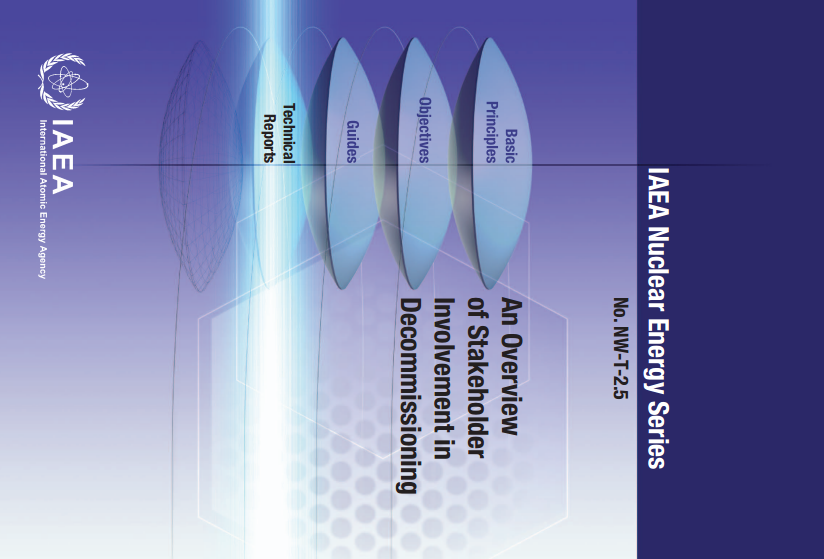 IAEA Nuclear Energy Series
No. NW-T-2.5
An Overview
of Stakeholder
Involvement in
Decommissioning
Basic
Principles
Objectives
Guides
Technical
Reports
IAEA
International Atomic Energy Agency